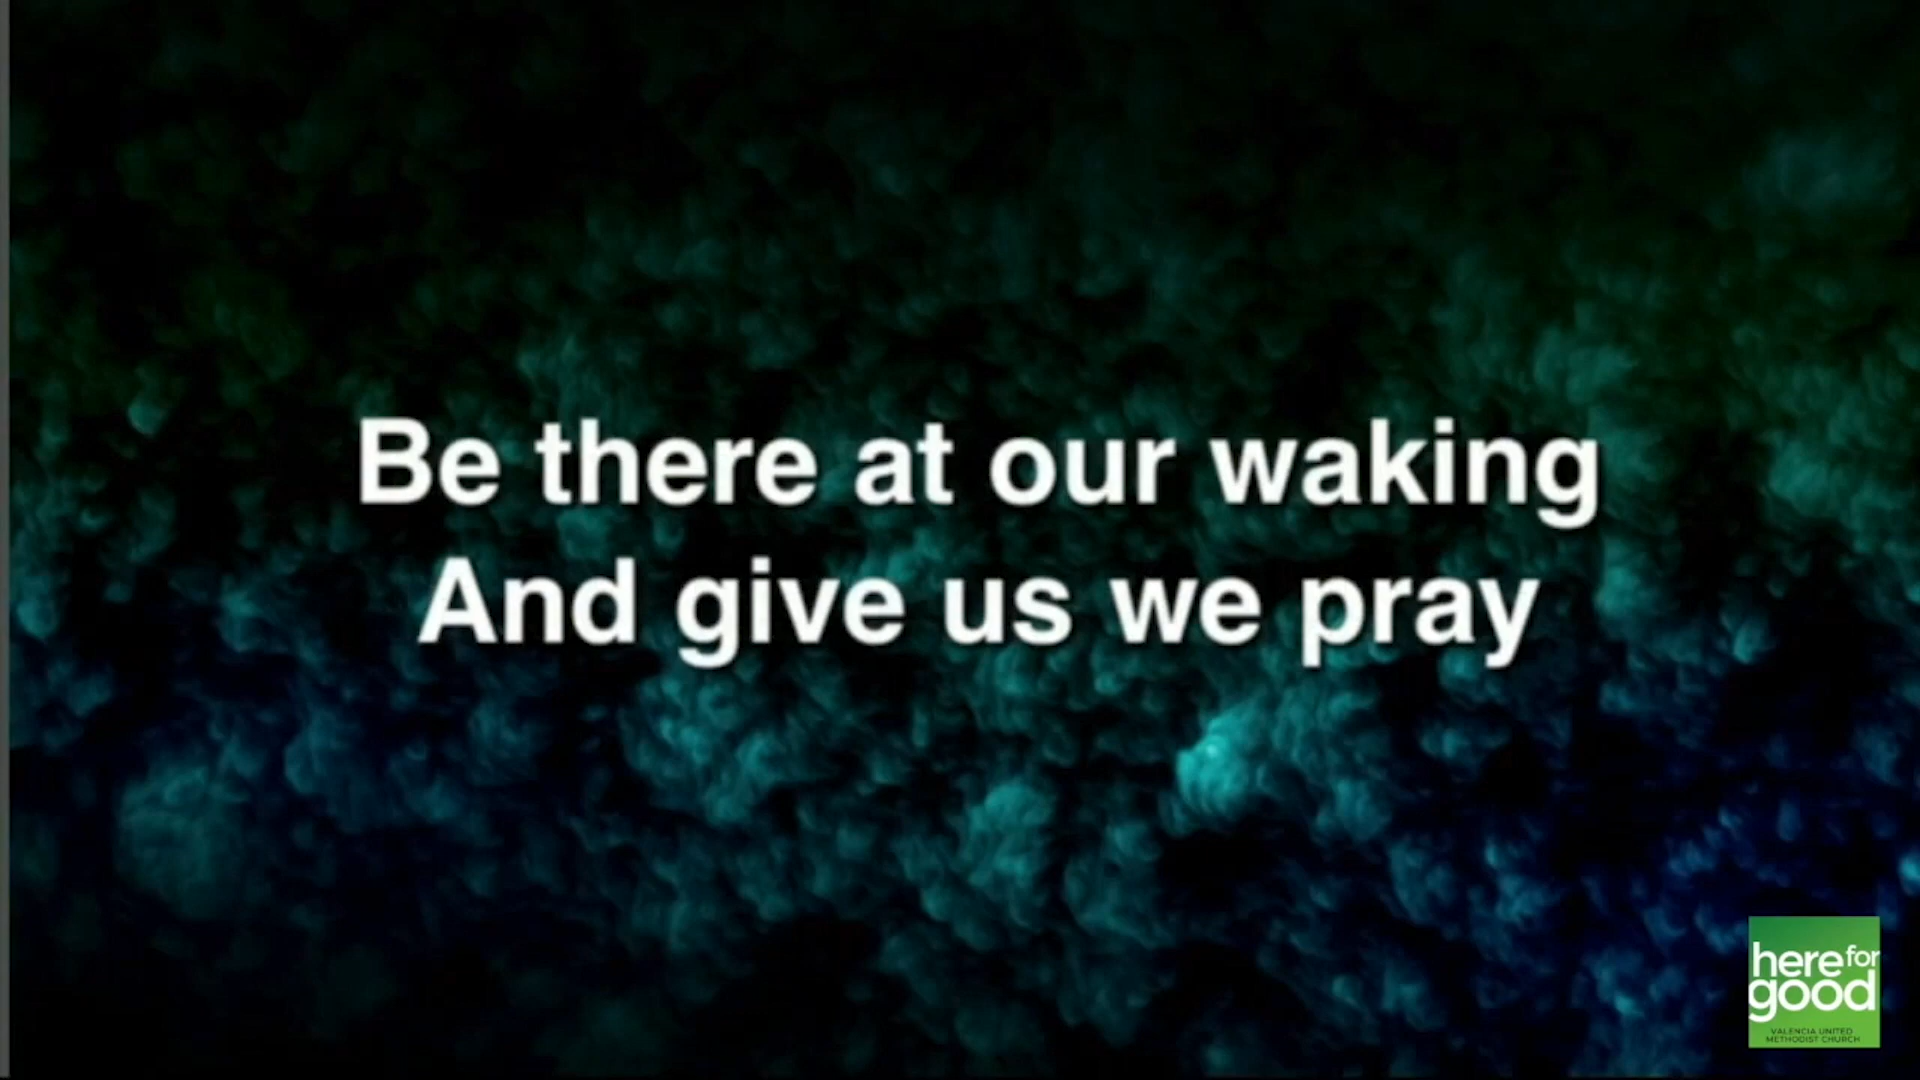 Be there at our waking
And give us we pray
here for
good
VALENCIA UNITED
METHODIST CHURCH